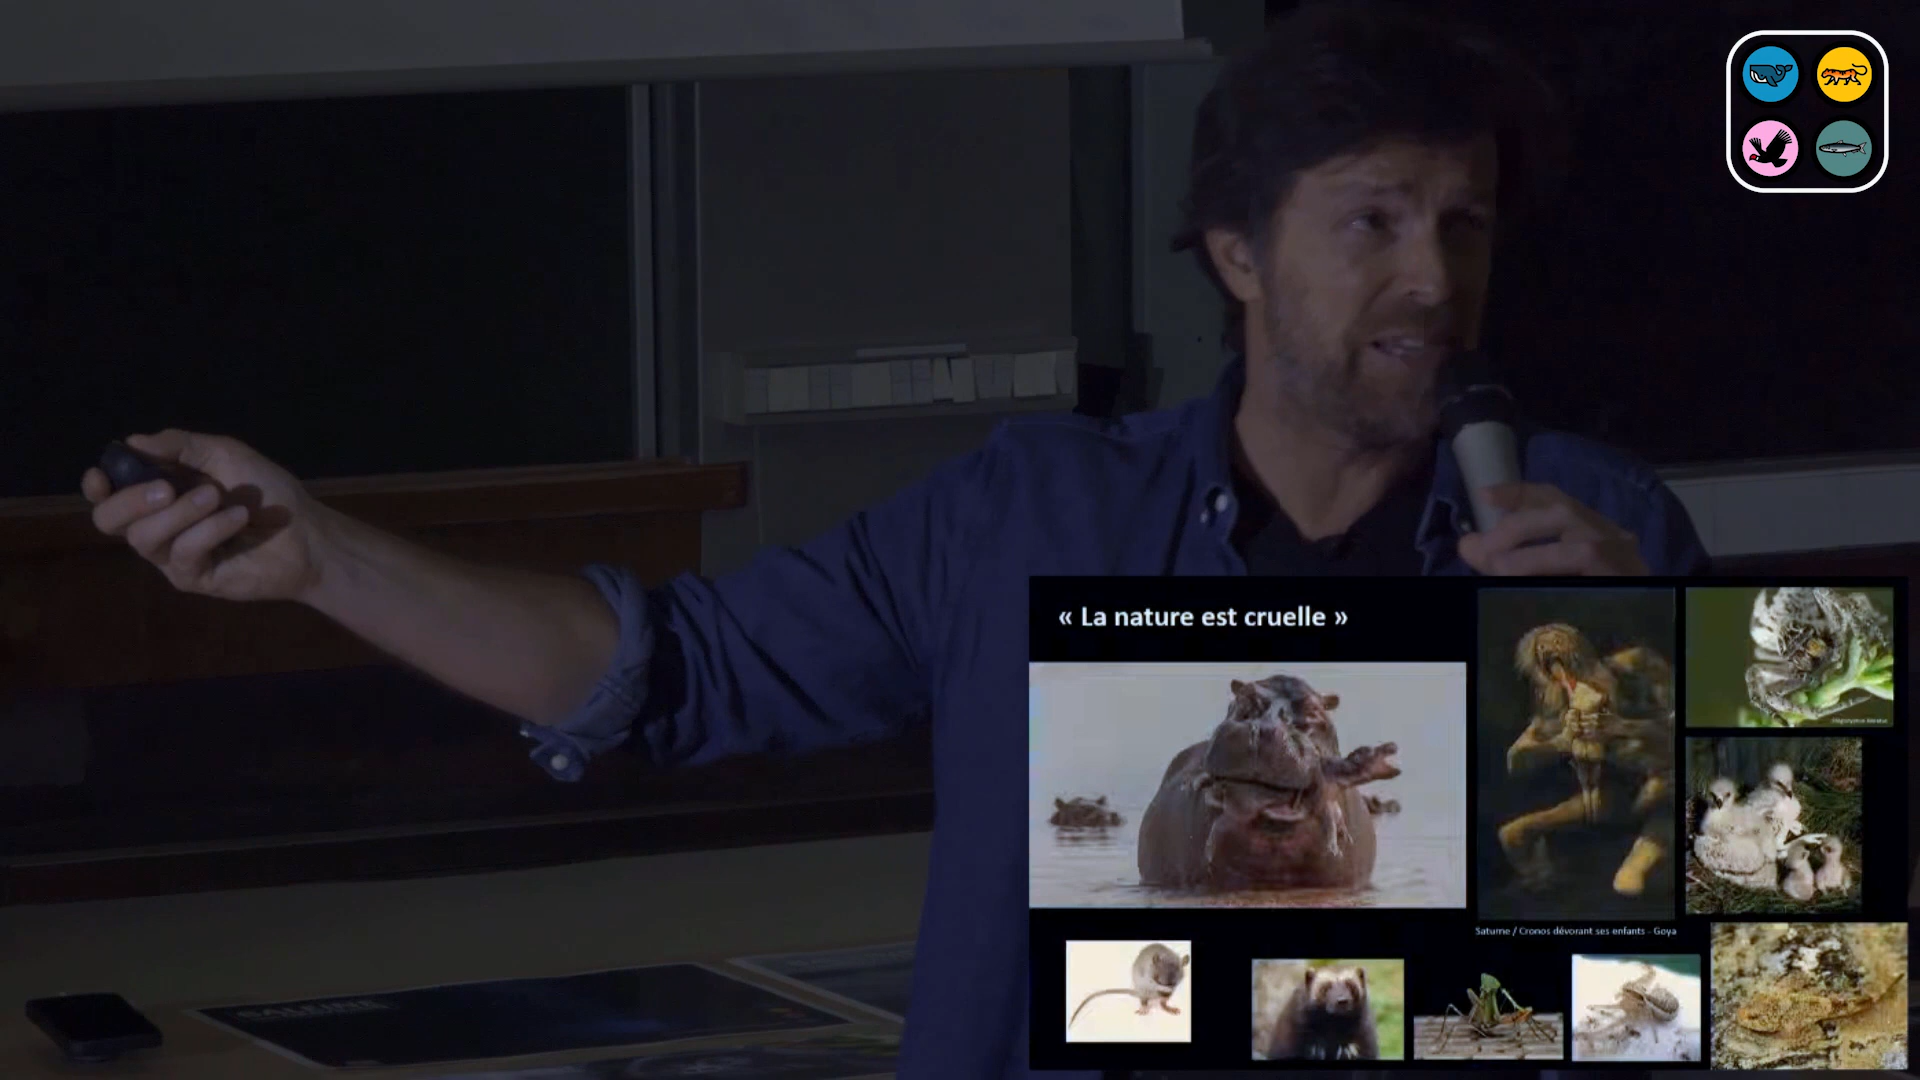 « La nature est cruelle »
Saturne / Cronos dévorant ses enfants - Goya